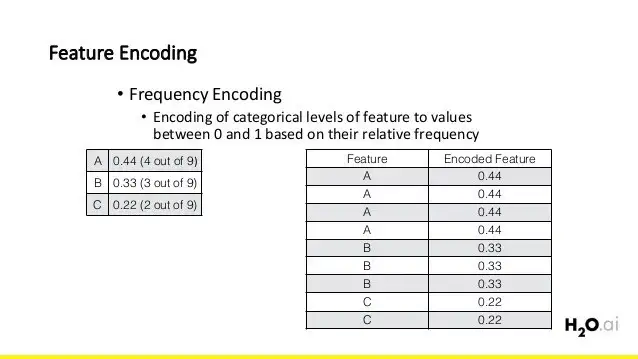 Feature Encoding
• Frequency Encoding
• Encoding of categorical levels of feature to values
between 0 and 1 based on their relative frequency
A 0.44 (4 out of 9)
B 0.33 (3 out of 9)
C 0.22 (2 out of 9)
Feature Encoded Feature
A 0.44
A 0.44
A 0.44
A 0.44
B 0.33
B 0.33
B 0.33
C 0.22
C 0.22
H2O.ai